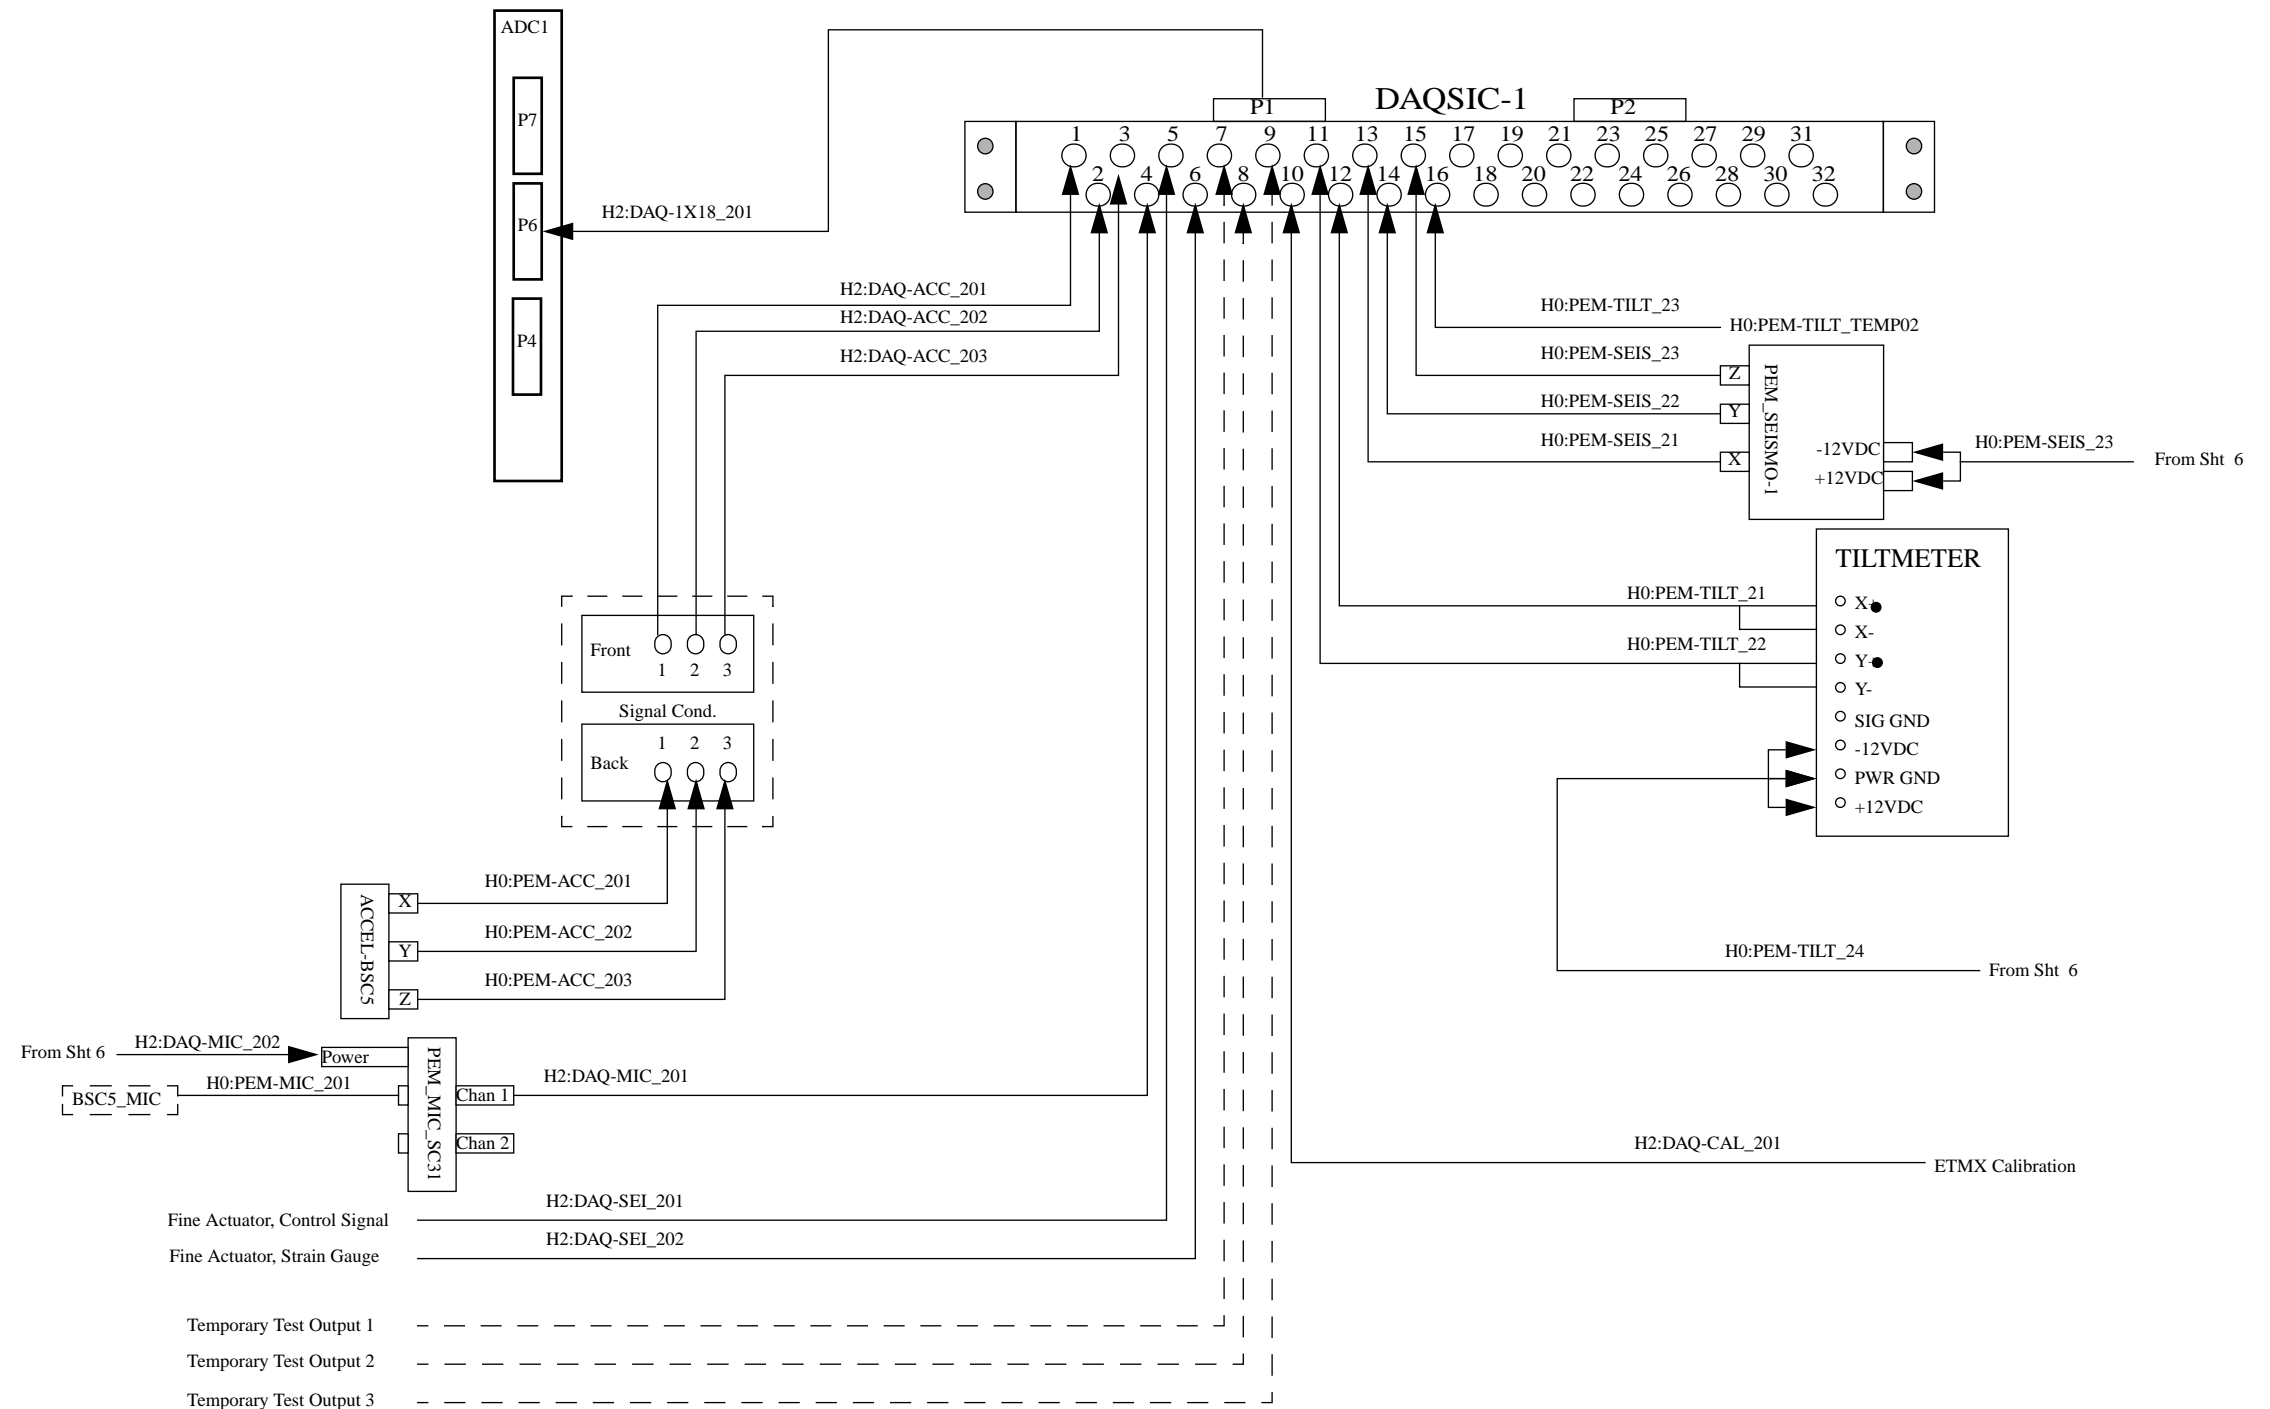 ADC1
P7
P6
P4
H2:DAQ-1X18_201
P1
DAQSIC-1
P2
1 3 5 7 9 11 13 15 17 19 21 23 25 27 29 31
2 4 6 8 10 12 14 16 18 20 22 24 26 28 30 32
H2:DAQ-ACC_201
H2:DAQ-ACC_202
H2:DAQ-ACC_203
H0:PEM-TILT_23
H0:PEM-TILT_TEMP02
H0:PEM-SEIS_23
H0:PEM-SEIS_22
H0:PEM-SEIS_21
Z
Y
X
PEM_SEISMO-1
-12VDC
+12VDC
H0:PEM-SEIS_23
From Sht 6
TILTMETER
X+
X-
Y+
Y-
SIG GND
-12VDC
PWR GND
+12VDC
H0:PEM-TILT_21
H0:PEM-TILT_22
H0:PEM-TILT_24
From Sht 6
Front
1 2 3
Signal Cond.
1 2 3
Back
ACCEL-BSC5
X
Y
Z
H0:PEM-ACC_201
H0:PEM-ACC_202
H0:PEM-ACC_203
From Sht 6
H2:DAQ-MIC_202
Power
H0:PEM-MIC_201
BSC5_MIC
PEM_MIC_SC31
Chan 1
Chan 2
H2:DAQ-MIC_201
H2:DAQ-CAL_201
ETMX Calibration
H2:DAQ-SEI_201
Fine Actuator, Control Signal
H2:DAQ-SEI_202
Fine Actuator, Strain Gauge
Temporary Test Output 1
Temporary Test Output 2
Temporary Test Output 3